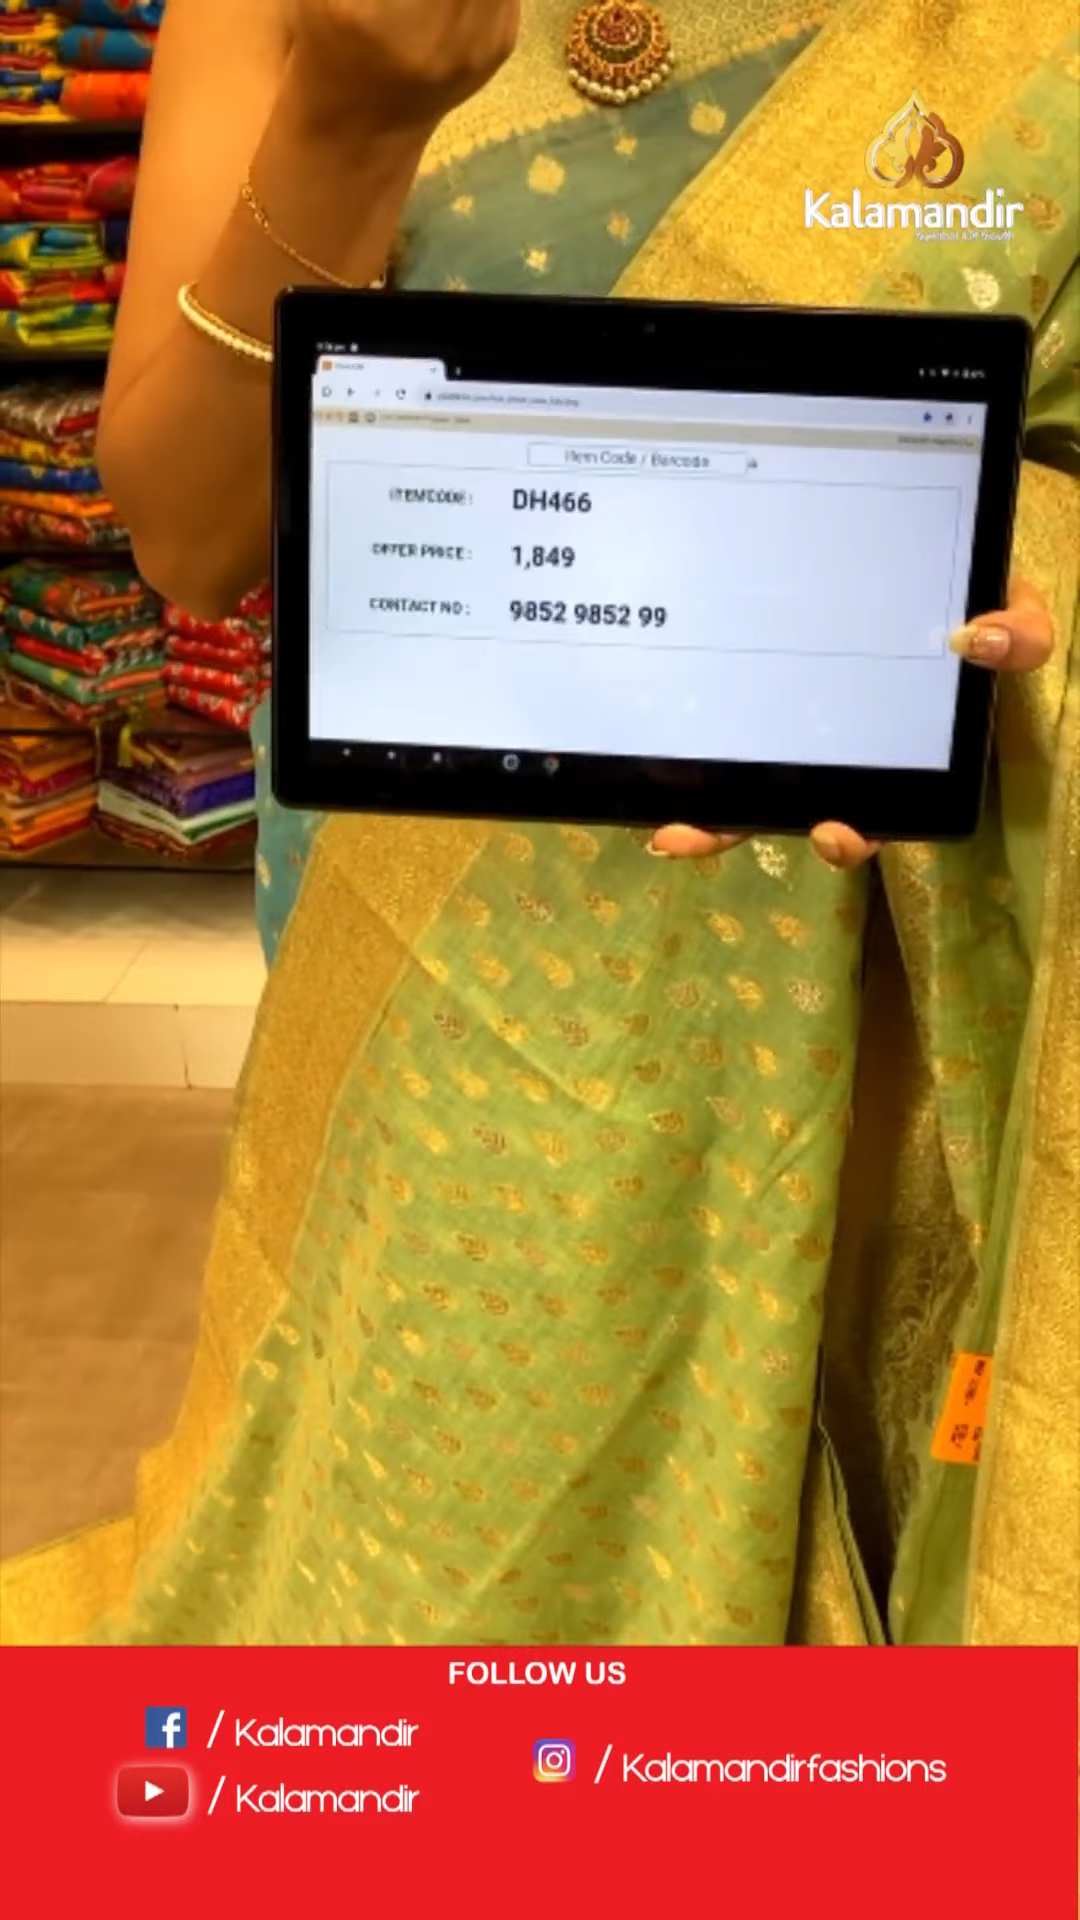 Kalamandir
Item Code / Barcode
ITEMCODE :
DH466
OFFER PRICE :
1,849
CONTACT NO :
9852 9852 99
FOLLOW US
/ Kalamandir
/ Kalamandirfashions
/ Kalamandir